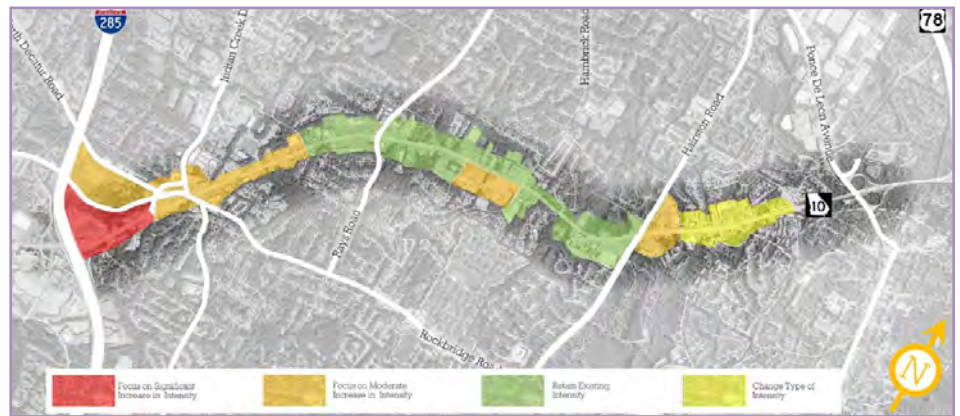 285
78
North Decatur Road
Indian Creek D
Hambrick Road
Ponce De Leon Avenue
Hairston Road
Rays Road
10
Rockbridge Road
N
Focus on Significant
Increase in Intensity
Focus on Moderate
Increase in Intensity
Retain Existing
Intensity
Change Type of
Intensity